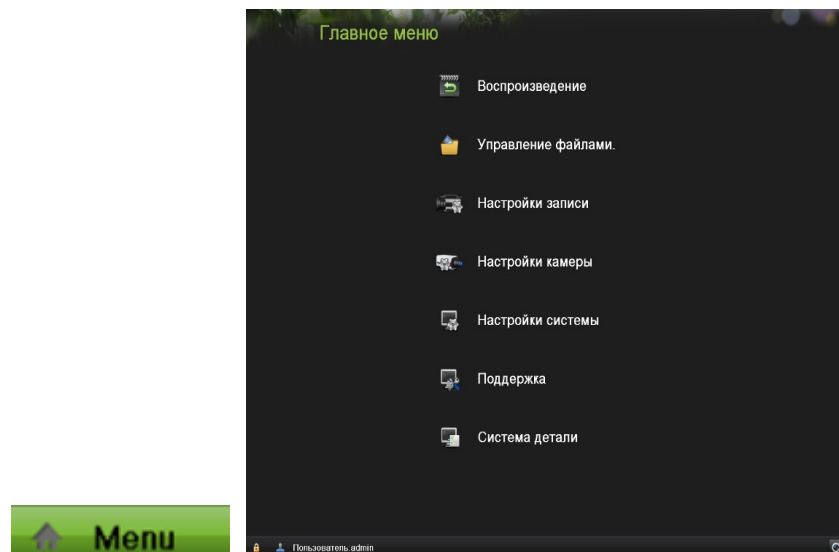 Главное меню
Воспроизведение
Управление файлами.
Настройки записи
Настройки камеры
Настройки системы
Поддержка
Система детали
Menu
Пользователь:admin